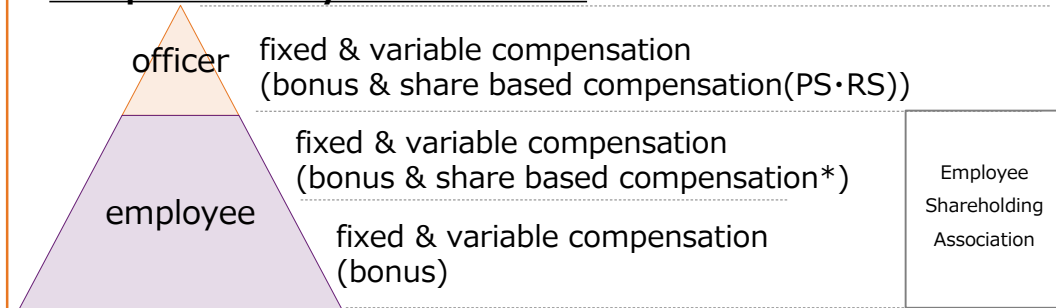 officer
fixed & variable compensation
(bonus & share based compensation(PS・RS))
employee
fixed & variable compensation
(bonus & share based compensation*)
fixed & variable compensation
(bonus)
Employee
Shareholding
Association